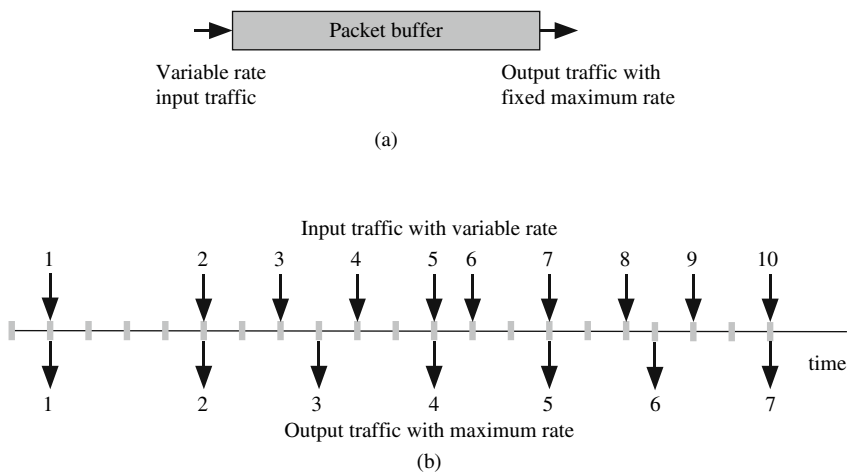 Packet buffer
Variable rate
input traffic
Output traffic with
fixed maximum rate
(a)
Input traffic with variable rate
1 2 3 4 5 6 7 8 9 10
time
1 2 3 4 5 6 7
Output traffic with maximum rate
(b)